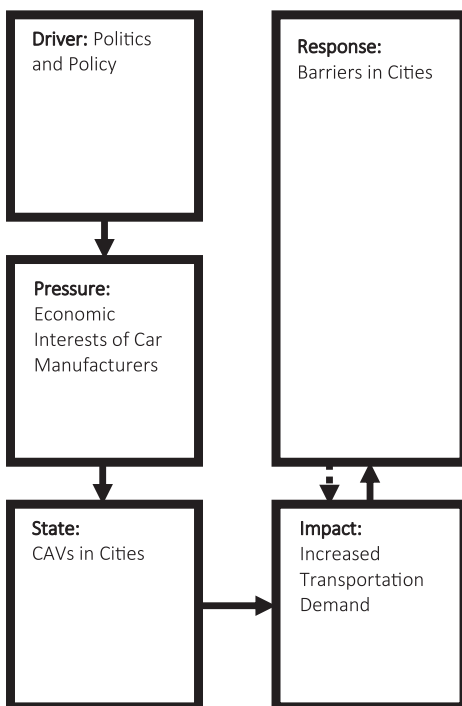 Driver: Politics
and Policy
Pressure:
Economic
Interests of Car
Manufacturers
State:
CAVs in Cities
Response:
Barriers in Cities
Impact:
Increased
Transportation
Demand